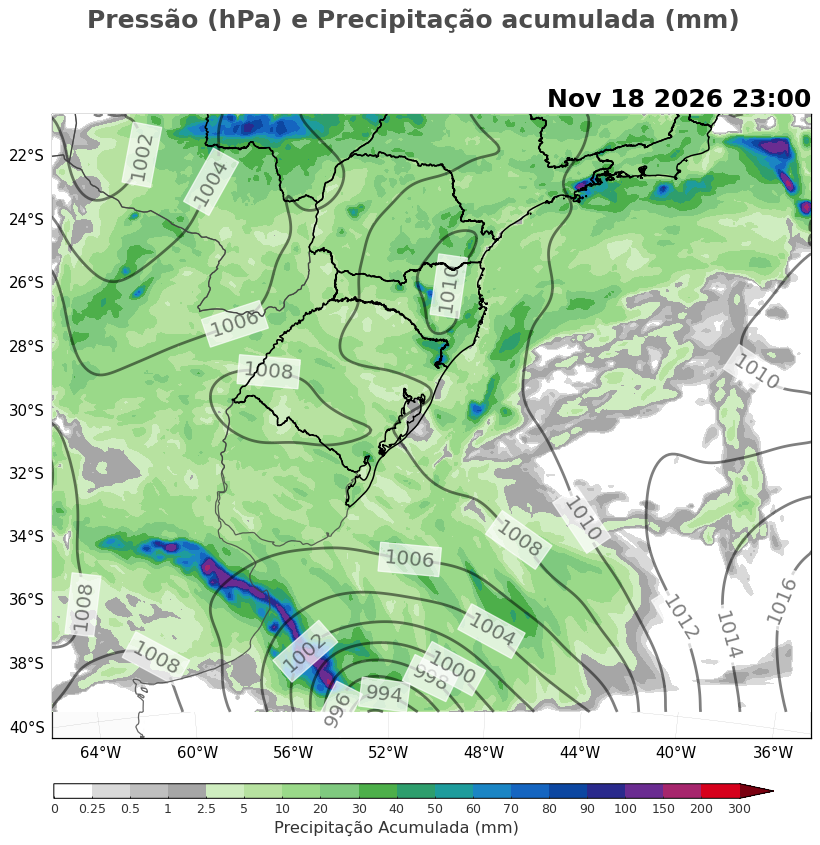 Pressão (hPa) e Precipitação acumulada (mm)
Nov 18 2026 23:00
1002
1004
22°S
24°S
26°S
1010
1008
28°S
1008
1010
30°S
32°S
34°S
1010
1008
1006
36°S
1008
1004
1012
1014
1016
38°S
1008
1002
1000
998
994
996
40°S
64°W 60°W 56°W 52°W 48°W 44°W 40°W 36°W
0 0.25 0.5 1 2.5 5 10 20 30 40 50 60 70 80 90 100 150 200 300
Precipitação Acumulada (mm)